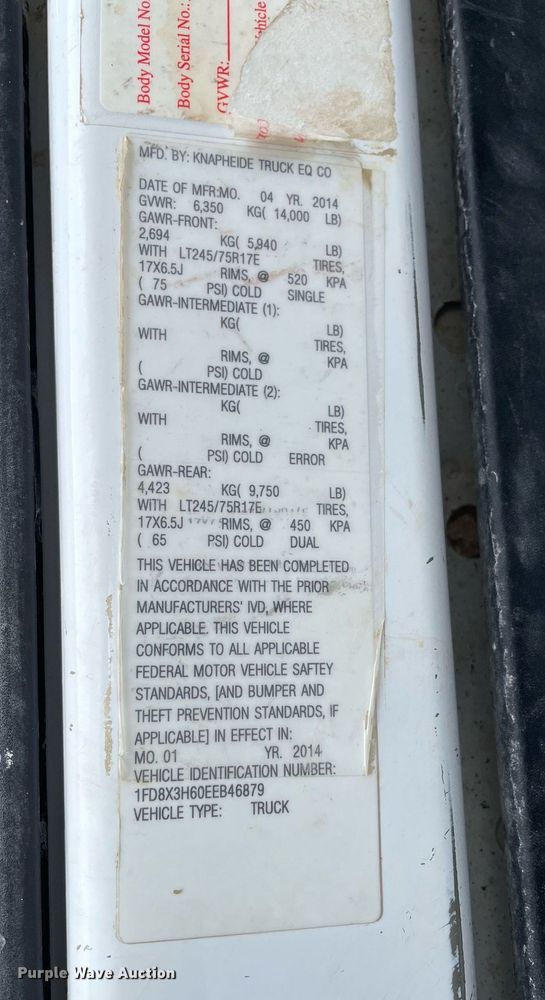 Body Model No.
Body Serial No.:
GVWR:
MFD. BY: KNAPHEIDE TRUCK EQ CO
DATE OF MFR:MO. 04 YR. 2014
GVWR: 6,350 KG( 14,000 LB)
GAWR-FRONT:
2,694 KG( 5,940 LB)
WITH LT245/75R17E TIRES,
17X6.5J RIMS, @ 520 KPA
( 75 PSI) COLD SINGLE
GAWR-INTERMEDIATE (1):
KG( LB)
WITH TIRES,
RIMS, @ KPA
( PSI) COLD
GAWR-INTERMEDIATE (2):
KG( LB)
WITH TIRES,
RIMS, @ KPA
( PSI) COLD ERROR
GAWR-REAR:
4,423 KG( 9,750 LB)
WITH LT245/75R17E TIRES,
17X6.5J RIMS, @ 450 KPA
( 65 PSI) COLD DUAL
THIS VEHICLE HAS BEEN COMPLETED
IN ACCORDANCE WITH THE PRIOR
MANUFACTURERS' IVD, WHERE
APPLICABLE. THIS VEHICLE
CONFORMS TO ALL APPLICABLE
FEDERAL MOTOR VEHICLE SAFTEY
STANDARDS, [AND BUMPER AND
THEFT PREVENTION STANDARDS, IF
APPLICABLE] IN EFFECT IN:
MO. 01 YR. 2014
VEHICLE IDENTIFICATION NUMBER:
1FD8X3H60EEB46879
VEHICLE TYPE: TRUCK
Purple Wave Auction